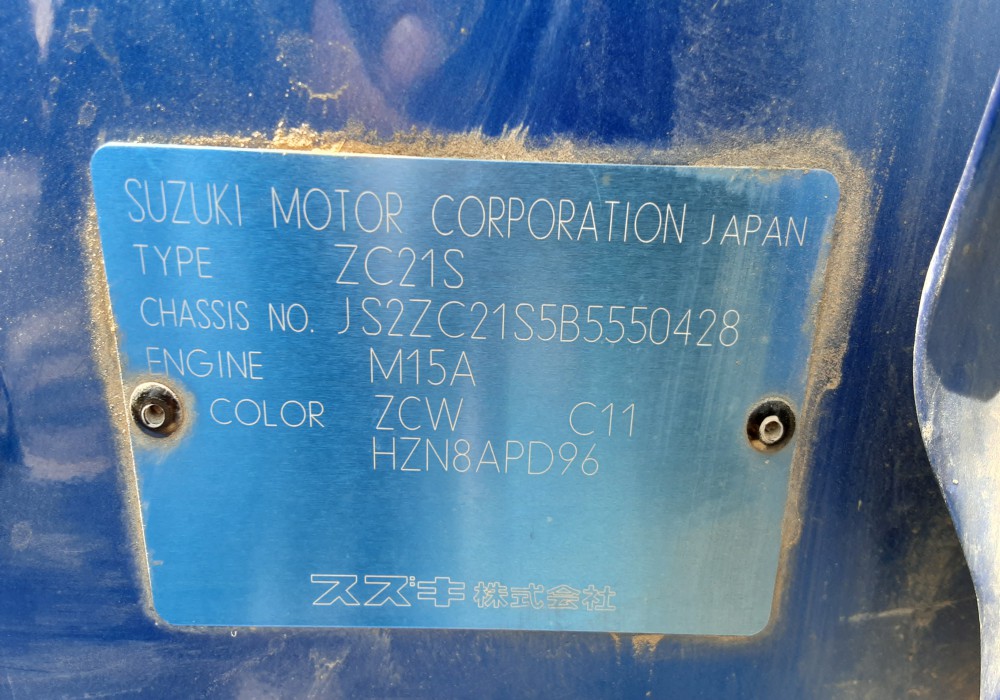 SUZUKI MOTOR CORPORATION JAPAN
TYPE ZC21S
CHASSIS NO. JS2ZC21S5B5550428
ENGINE M15A
COLOR ZCW C11
HZN8APD96
スズキ株式会社